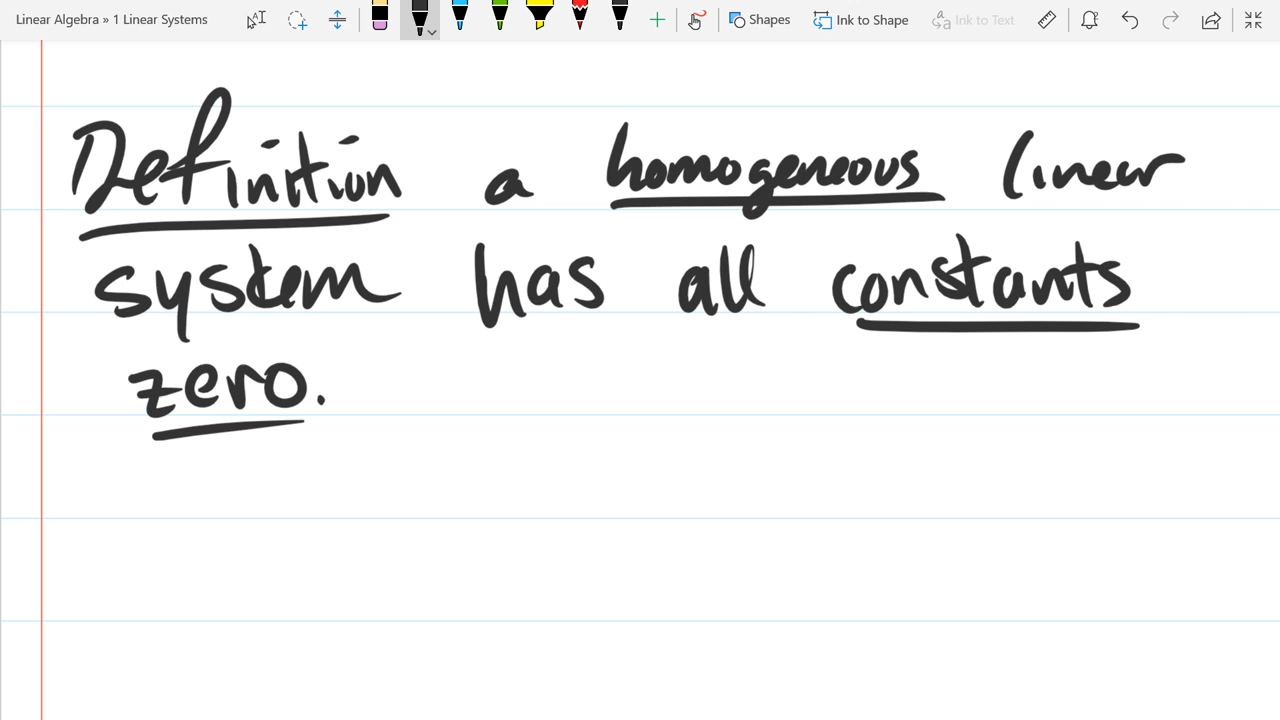 Linear Algebra » 1 Linear Systems Shapes Ink to Shape Ink to Text
Definition a homogeneous linear
system has all constants
zero.